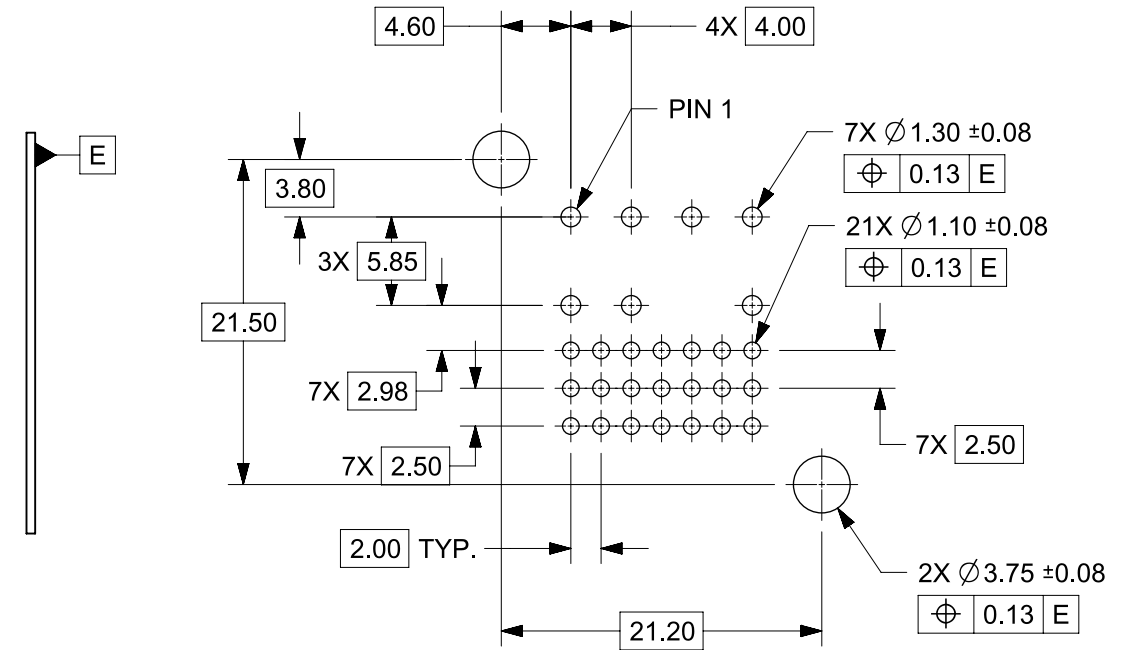 4.60
4X 4.00
PIN 1
7X ∅1.30 ±0.08
⌖ 0.13 E
E
3.80
21X ∅1.10 ±0.08
⌖ 0.13 E
3X 5.85
21.50
7X 2.98
7X 2.50
7X 2.50
2.00 TYP.
2X ∅3.75 ±0.08
⌖ 0.13 E
21.20